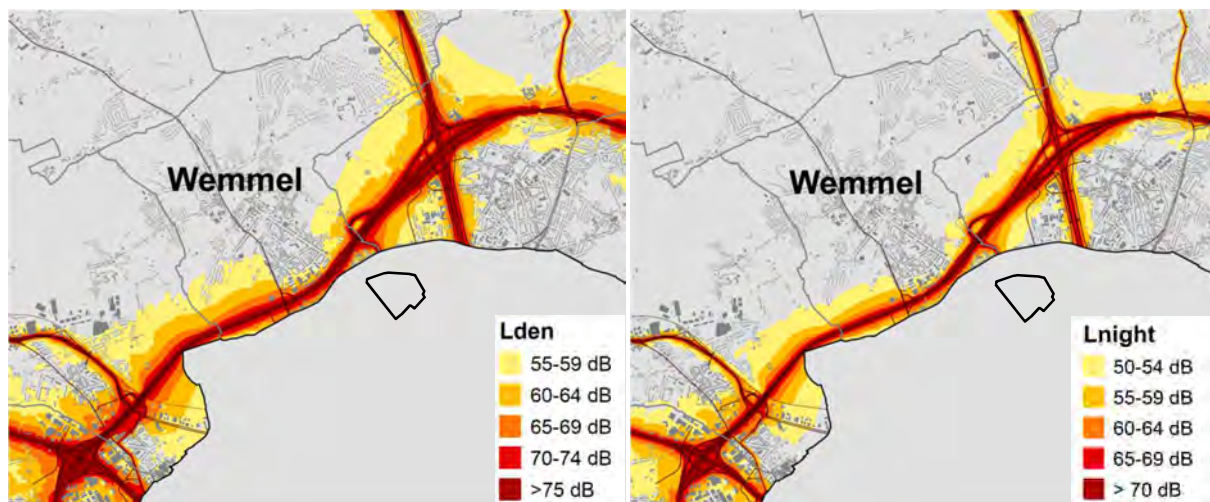 Wemmel
Lden
55-59 dB
60-64 dB
65-69 dB
70-74 dB
>75 dB
Wemmel
Lnight
50-54 dB
55-59 dB
60-64 dB
65-69 dB
> 70 dB